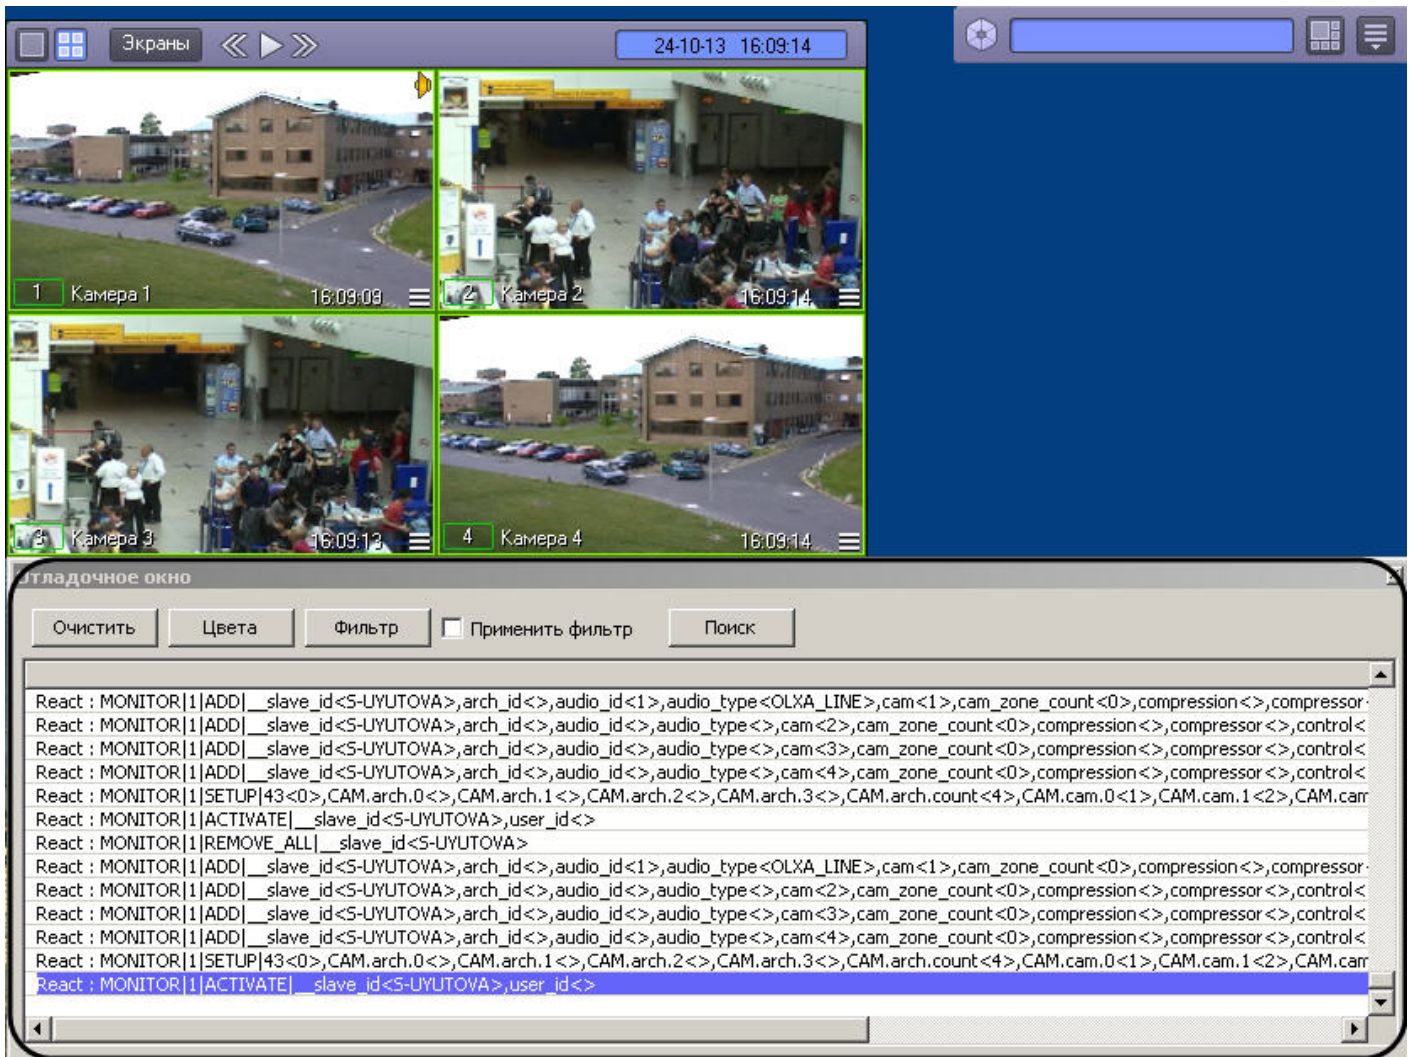 Экраны
24-10-13 16:09:14
1 Камера 1 16:09:09
2 Камера 2 16:09:14
3 Камера 3 16:09:13
4 Камера 4 16:09:14
Отладочное окно
Очистить Цвета Фильтр Применить фильтр Поиск
React : MONITOR|1|ADD|__slave_id<S-UYUTOVA>,arch_id<>,audio_id<1>,audio_type<OLXA_LINE>,cam<1>,cam_zone_count<0>,compression<>,compressor
React : MONITOR|1|ADD|__slave_id<S-UYUTOVA>,arch_id<>,audio_id<>,audio_type<>,cam<2>,cam_zone_count<0>,compression<>,compressor<>,control<
React : MONITOR|1|ADD|__slave_id<S-UYUTOVA>,arch_id<>,audio_id<>,audio_type<>,cam<3>,cam_zone_count<0>,compression<>,compressor<>,control<
React : MONITOR|1|ADD|__slave_id<S-UYUTOVA>,arch_id<>,audio_id<>,audio_type<>,cam<4>,cam_zone_count<0>,compression<>,compressor<>,control<
React : MONITOR|1|SETUP|43<0>,CAM.arch.0<>,CAM.arch.1<>,CAM.arch.2<>,CAM.arch.3<>,CAM.arch.count<4>,CAM.cam.0<1>,CAM.cam.1<2>,CAM.cam
React : MONITOR|1|ACTIVATE|__slave_id<S-UYUTOVA>,user_id<>
React : MONITOR|1|REMOVE_ALL|__slave_id<S-UYUTOVA>
React : MONITOR|1|ADD|__slave_id<S-UYUTOVA>,arch_id<>,audio_id<1>,audio_type<OLXA_LINE>,cam<1>,cam_zone_count<0>,compression<>,compressor
React : MONITOR|1|ADD|__slave_id<S-UYUTOVA>,arch_id<>,audio_id<>,audio_type<>,cam<2>,cam_zone_count<0>,compression<>,compressor<>,control<
React : MONITOR|1|ADD|__slave_id<S-UYUTOVA>,arch_id<>,audio_id<>,audio_type<>,cam<3>,cam_zone_count<0>,compression<>,compressor<>,control<
React : MONITOR|1|ADD|__slave_id<S-UYUTOVA>,arch_id<>,audio_id<>,audio_type<>,cam<4>,cam_zone_count<0>,compression<>,compressor<>,control<
React : MONITOR|1|SETUP|43<0>,CAM.arch.0<>,CAM.arch.1<>,CAM.arch.2<>,CAM.arch.3<>,CAM.arch.count<4>,CAM.cam.0<1>,CAM.cam.1<2>,CAM.cam
React : MONITOR|1|ACTIVATE|__slave_id<S-UYUTOVA>,user_id<>